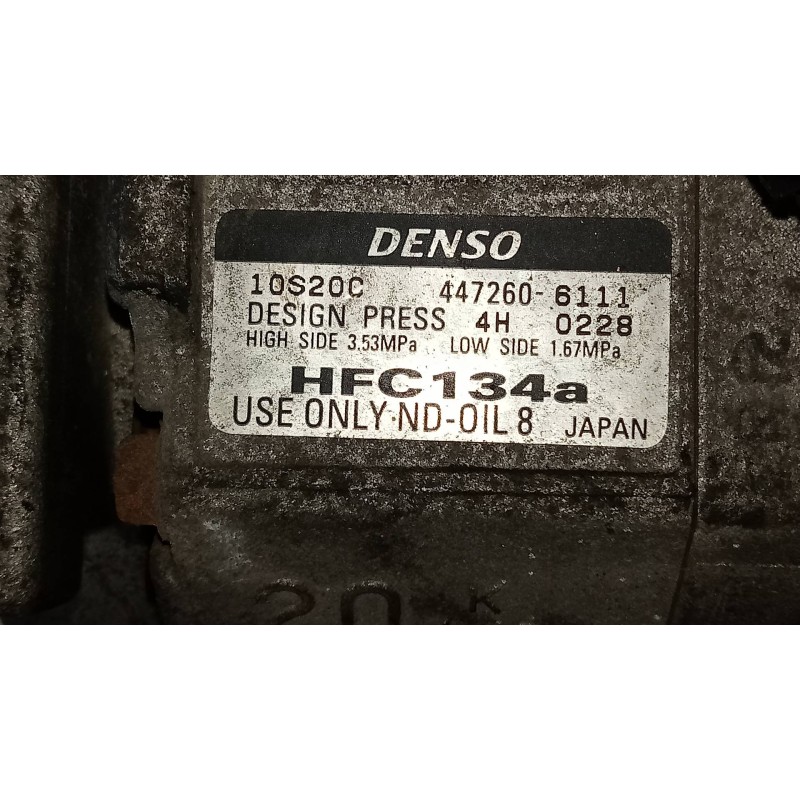 DENSO
10S20C 447260-6111
DESIGN PRESS 4H 0228
HIGH SIDE 3.53MPa LOW SIDE 1.67MPa
HFC134a
USE ONLY·ND-OIL 8 JAPAN
20 K